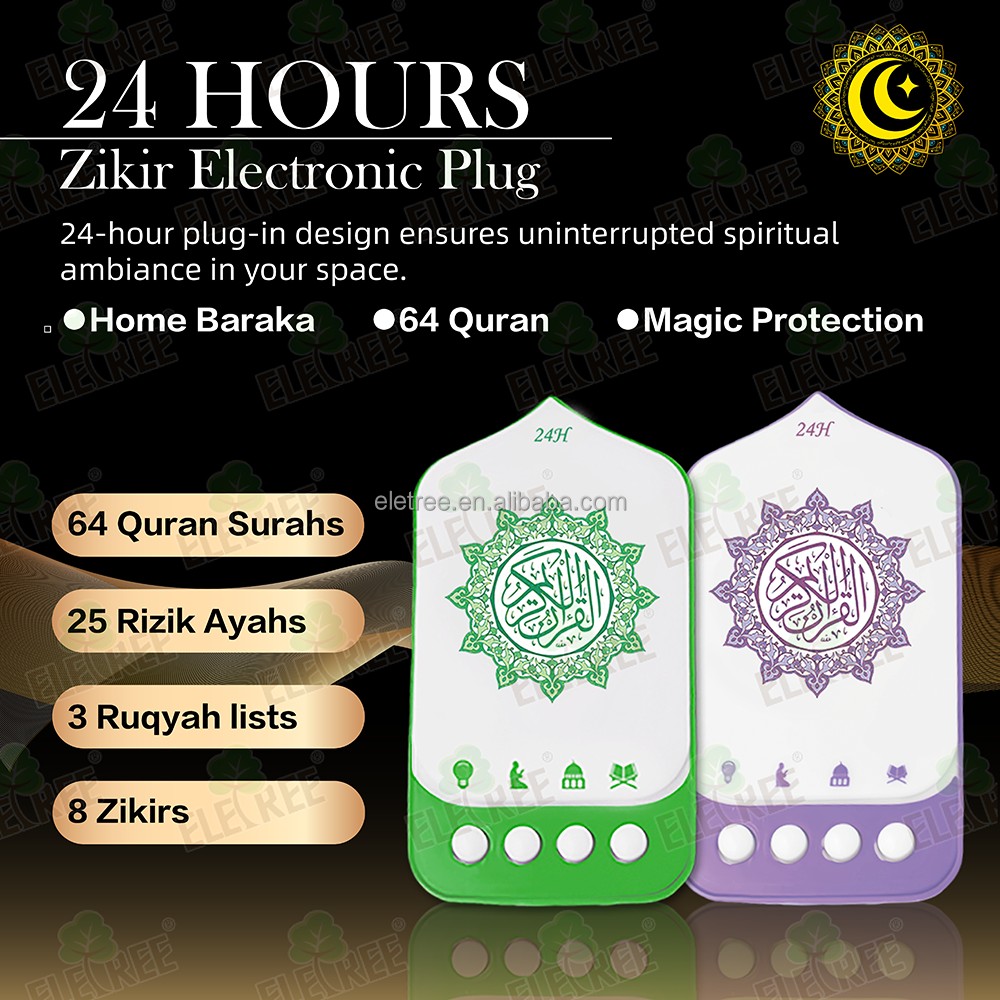 24 HOURS
Zikir Electronic Plug
24-hour plug-in design ensures uninterrupted spiritual
ambiance in your space.
Home Baraka 64 Quran Magic Protection
24H 24H
eletree.en.alibaba.com
64 Quran Surahs
25 Rizik Ayahs
3 Ruqyah lists
8 Zikirs
القرآن الكريم
القرآن الكريم
ELETREE